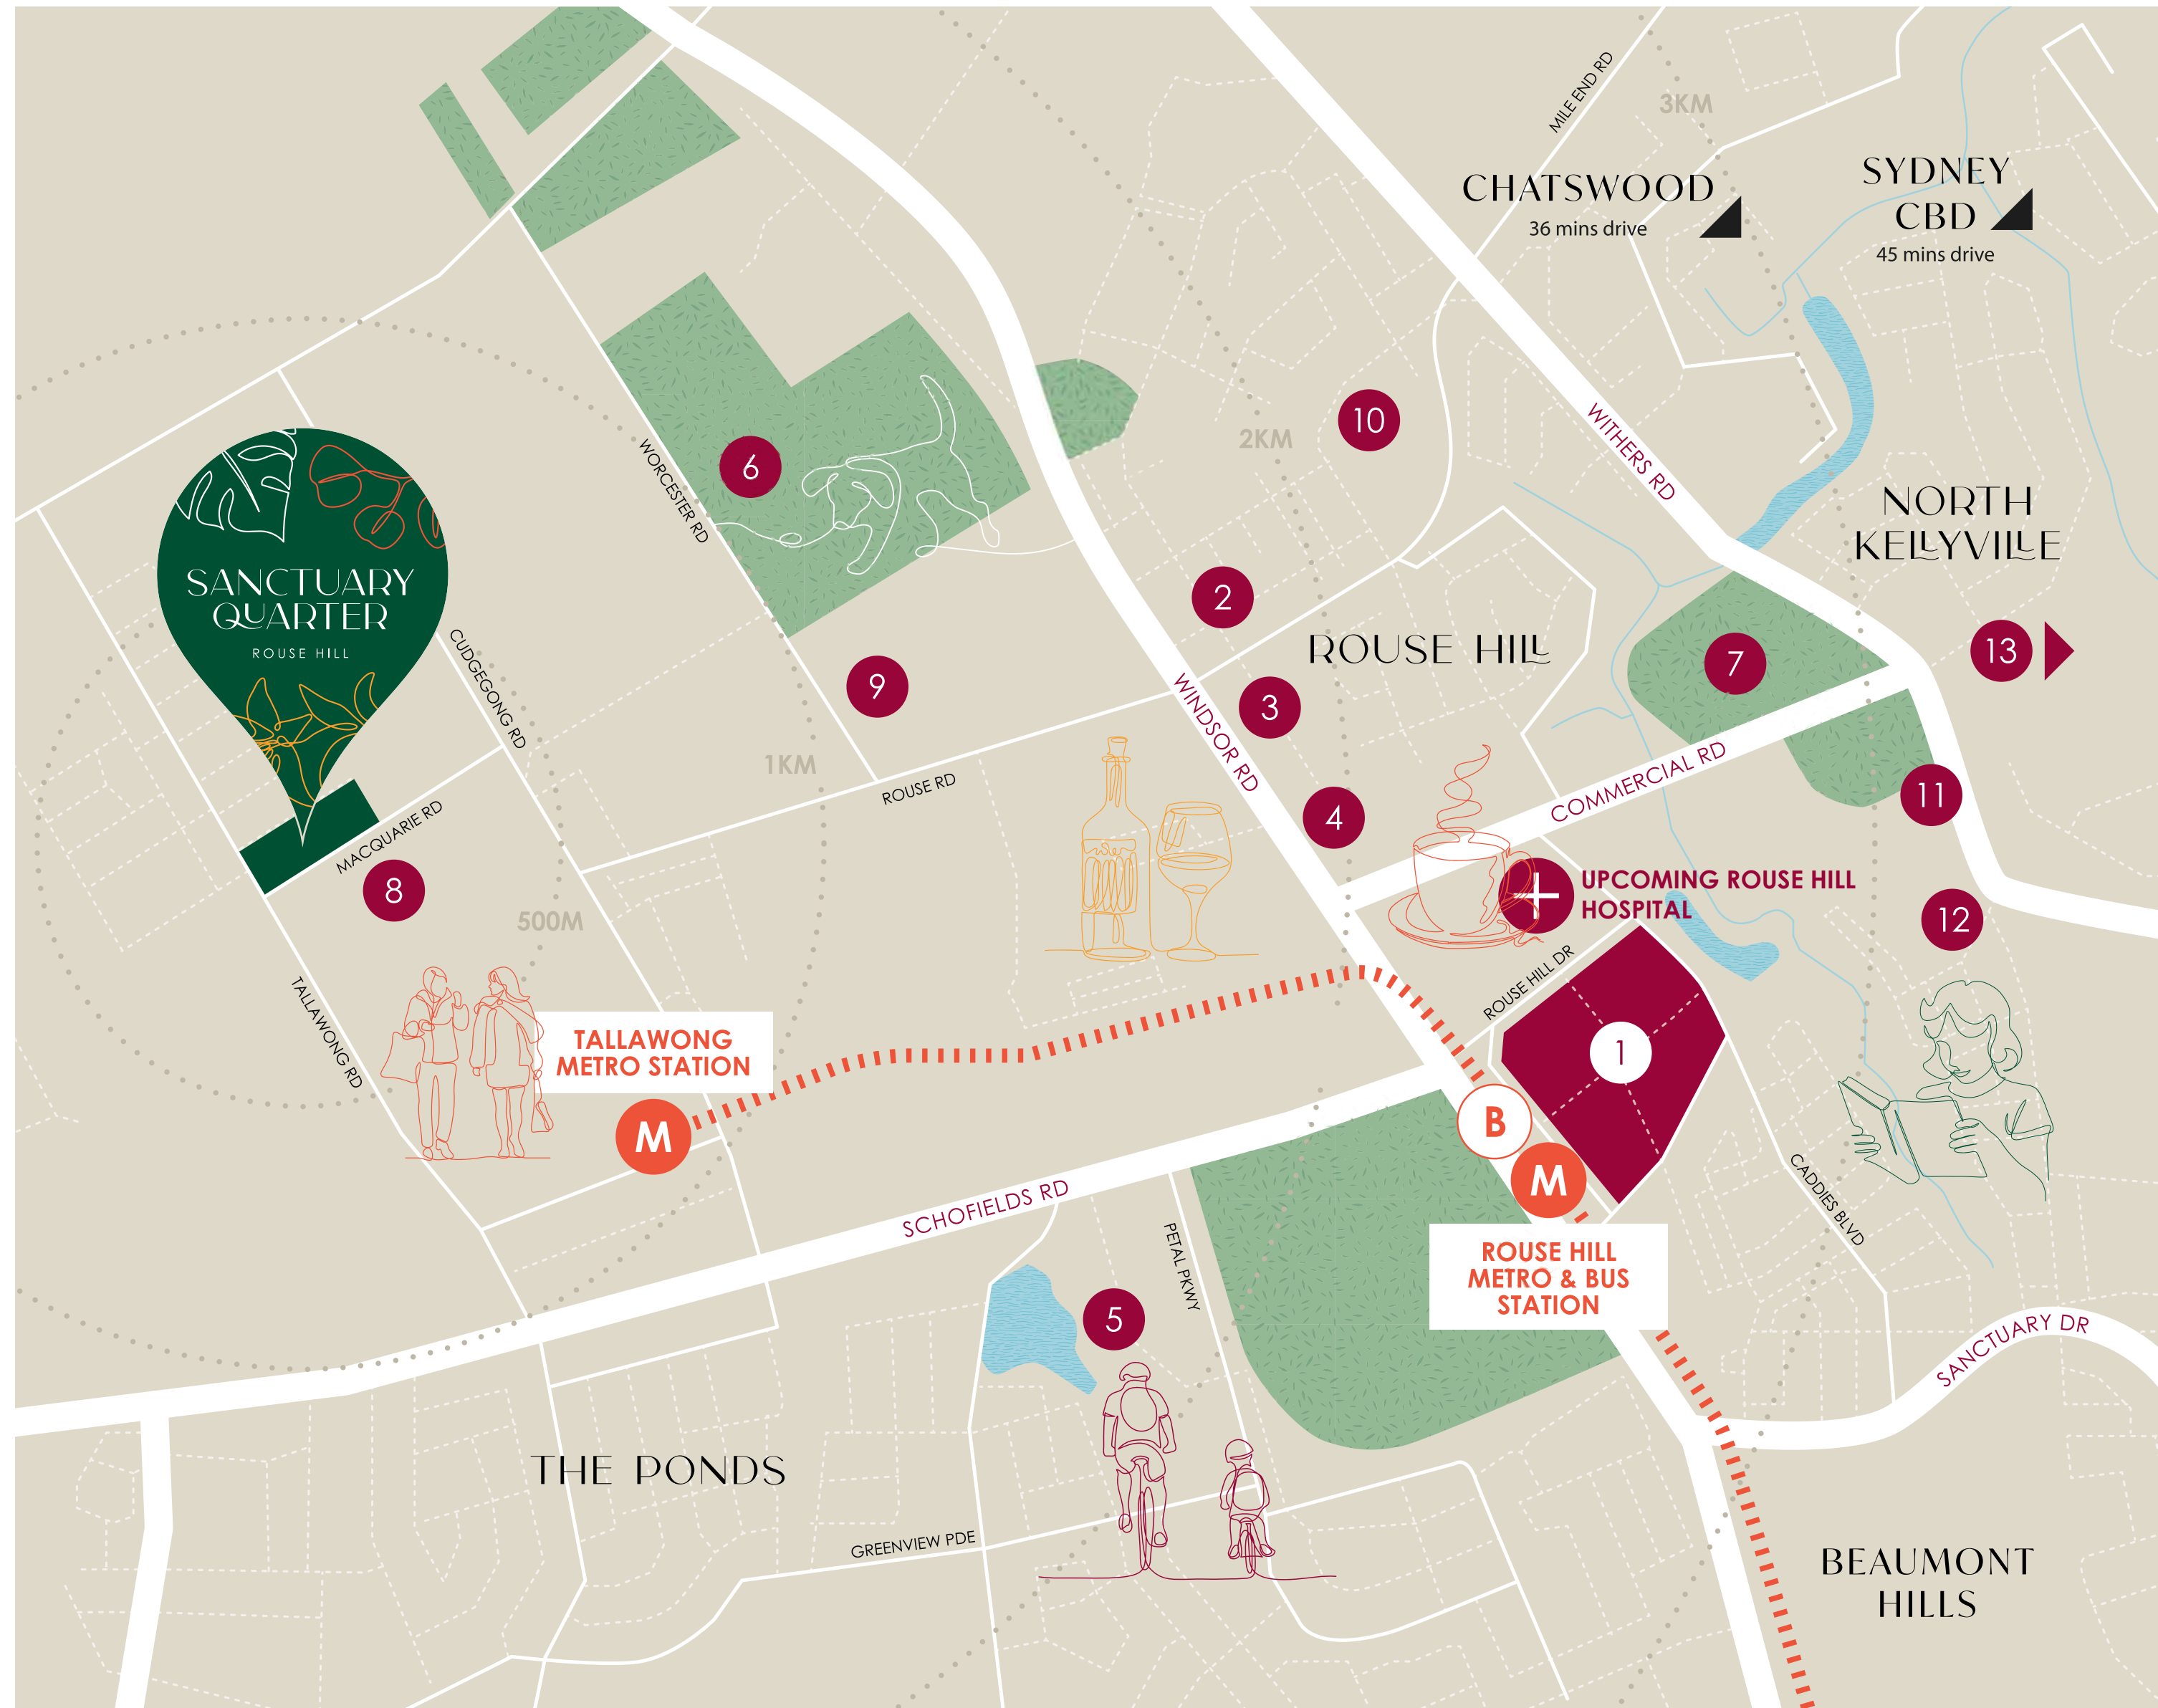 MILE END RD
3KM
CHATSWOOD
36 mins drive
SYDNEY
CBD
45 mins drive
WITHERS RD
2KM
10
NORTH
KELLYVILLE
6
WORCESTER RD
SANCTUARY
QUARTER
ROUSE HILL
CUDGEGONG RD
2
ROUSE HILL
7
13
9
3
WINDSOR RD
1KM
ROUSE RD
COMMERCIAL RD
11
4
MACQUARIE RD
8
500M
UPCOMING ROUSE HILL
HOSPITAL
12
ROUSE HILL DR
TALLAWONG RD
TALLAWONG
METRO STATION
M
1
B
M
CADDIES BLVD
SCHOFIELDS RD
PETAL PKWY
ROUSE HILL
METRO & BUS
STATION
5
SANCTUARY DR
THE PONDS
GREENVIEW PDE
BEAUMONT
HILLS